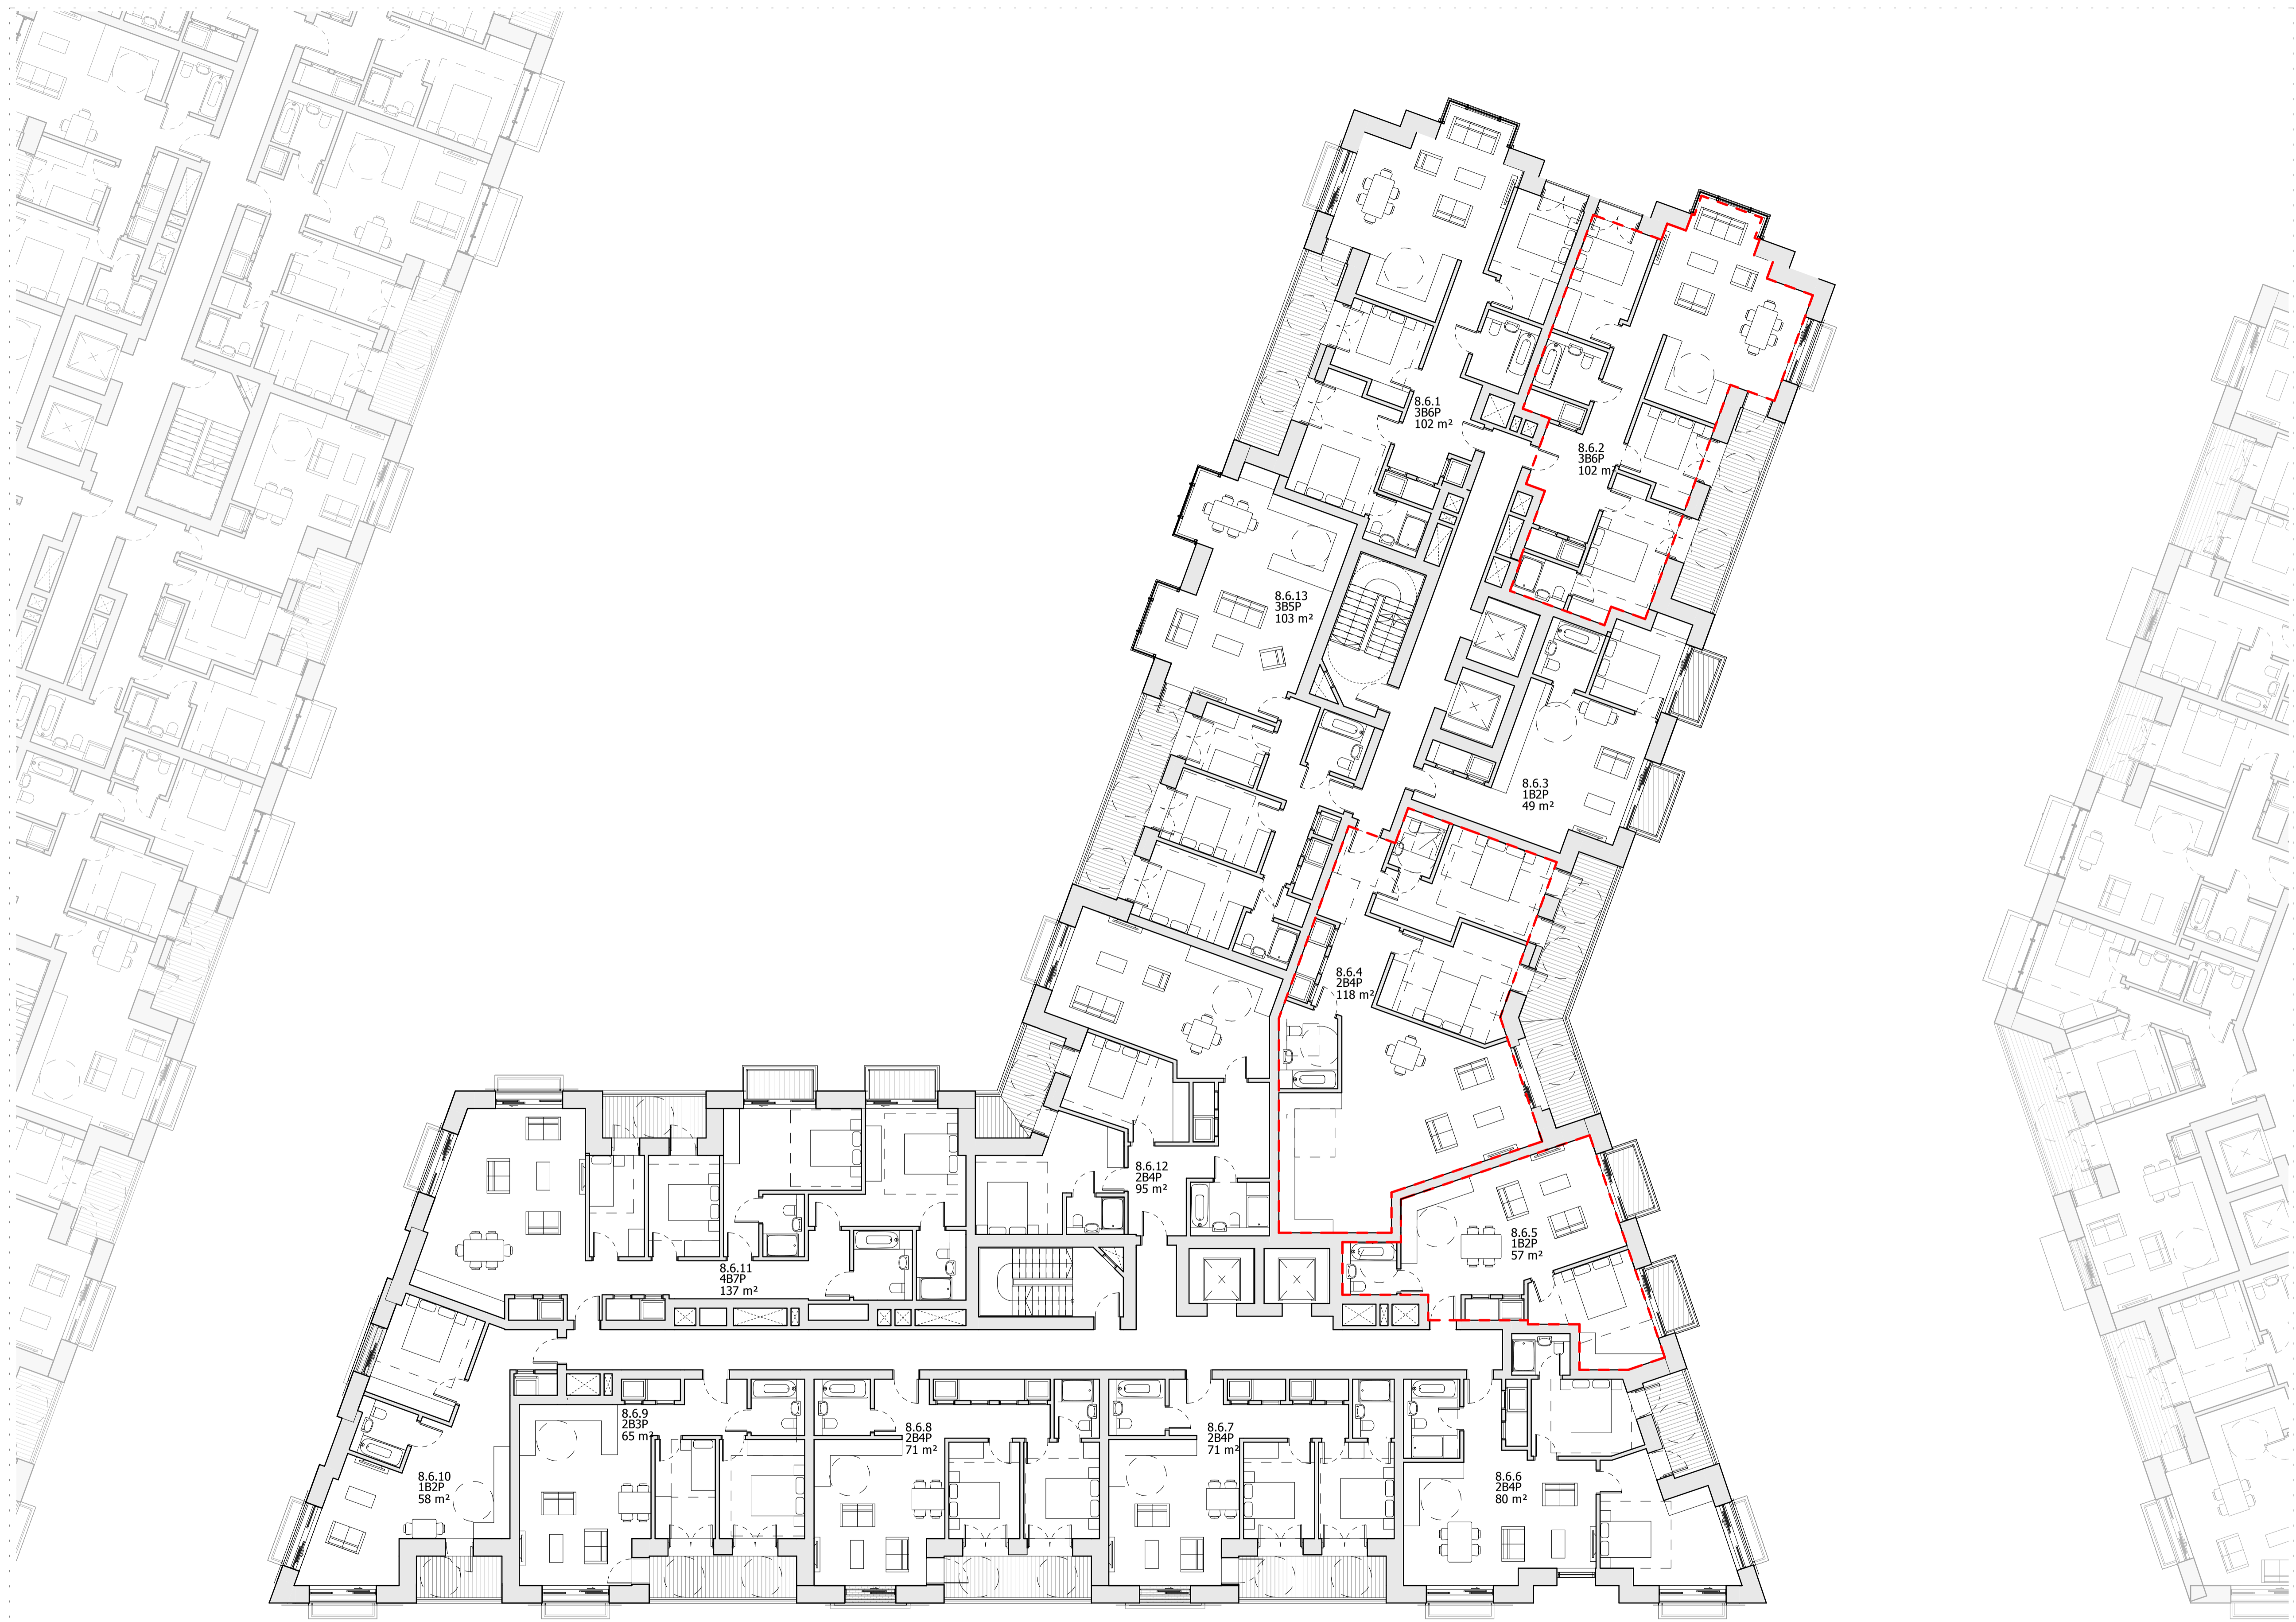 8.6.1
3B6P
102 m²
8.6.2
3B6P
102 m²
8.6.13
3B5P
103 m²
8.6.3
1B2P
49 m²
8.6.4
2B4P
118 m²
8.6.12
2B4P
95 m²
8.6.5
1B2P
57 m²
8.6.11
4B7P
137 m²
8.6.9
2B3P
65 m²
8.6.8
2B4P
71 m²
8.6.7
2B4P
71 m²
8.6.10
1B2P
58 m²
8.6.6
2B4P
80 m²